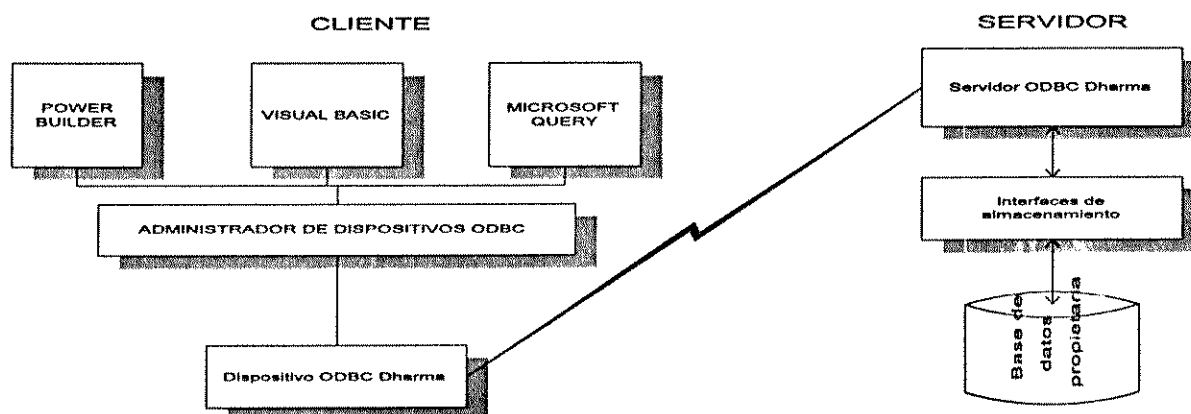 CLIENTE
SERVIDOR
POWER
BUILDER
VISUAL BASIC
MICROSOFT
QUERY
Servidor ODBC Dharma
Interfaces de
almacenamiento
ADMINISTRADOR DE DISPOSITIVOS ODBC
Base de
datos
propietaria
Dispositivo ODBC Dharma